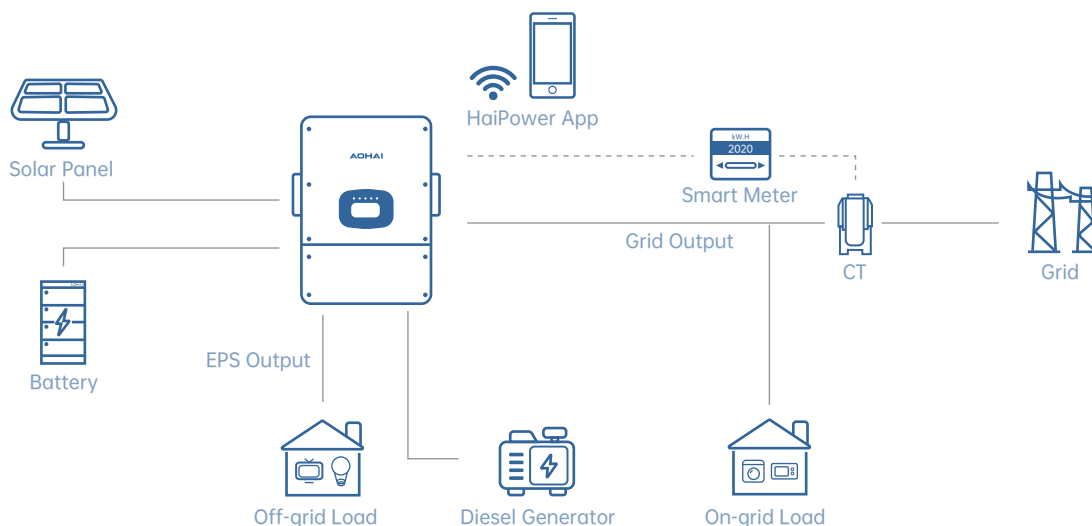 HaiPower App
Solar Panel
AOHAI
kW.H
2020
Smart Meter
Grid Output
CT
Grid
EPS Output
Battery
Off-grid Load
Diesel Generator
On-grid Load